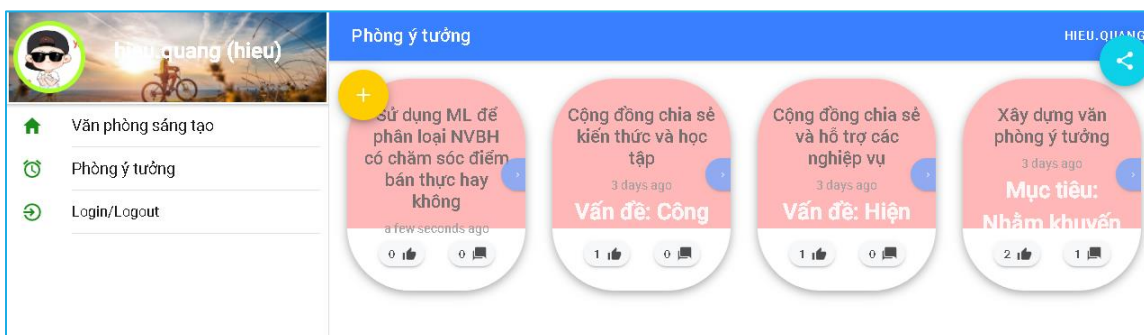 hieu.quang (hieu)
Văn phòng sáng tạo
Phòng ý tưởng
Login/Logout
Phòng ý tưởng
HIEU.QUANG
Sử dụng ML để
phân loại NVBH
có chăm sóc điểm
bán thực hay
không
a few seconds ago
0
0
Cộng đồng chia sẻ
kiến thức và học
tập
3 days ago
Vấn đề: Công
1
0
Cộng đồng chia sẻ
và hỗ trợ các
nghiệp vụ
3 days ago
Vấn đề: Hiện
1
0
Xây dựng văn
phòng ý tưởng
3 days ago
Mục tiêu:
Nhằm khuyến
2
1